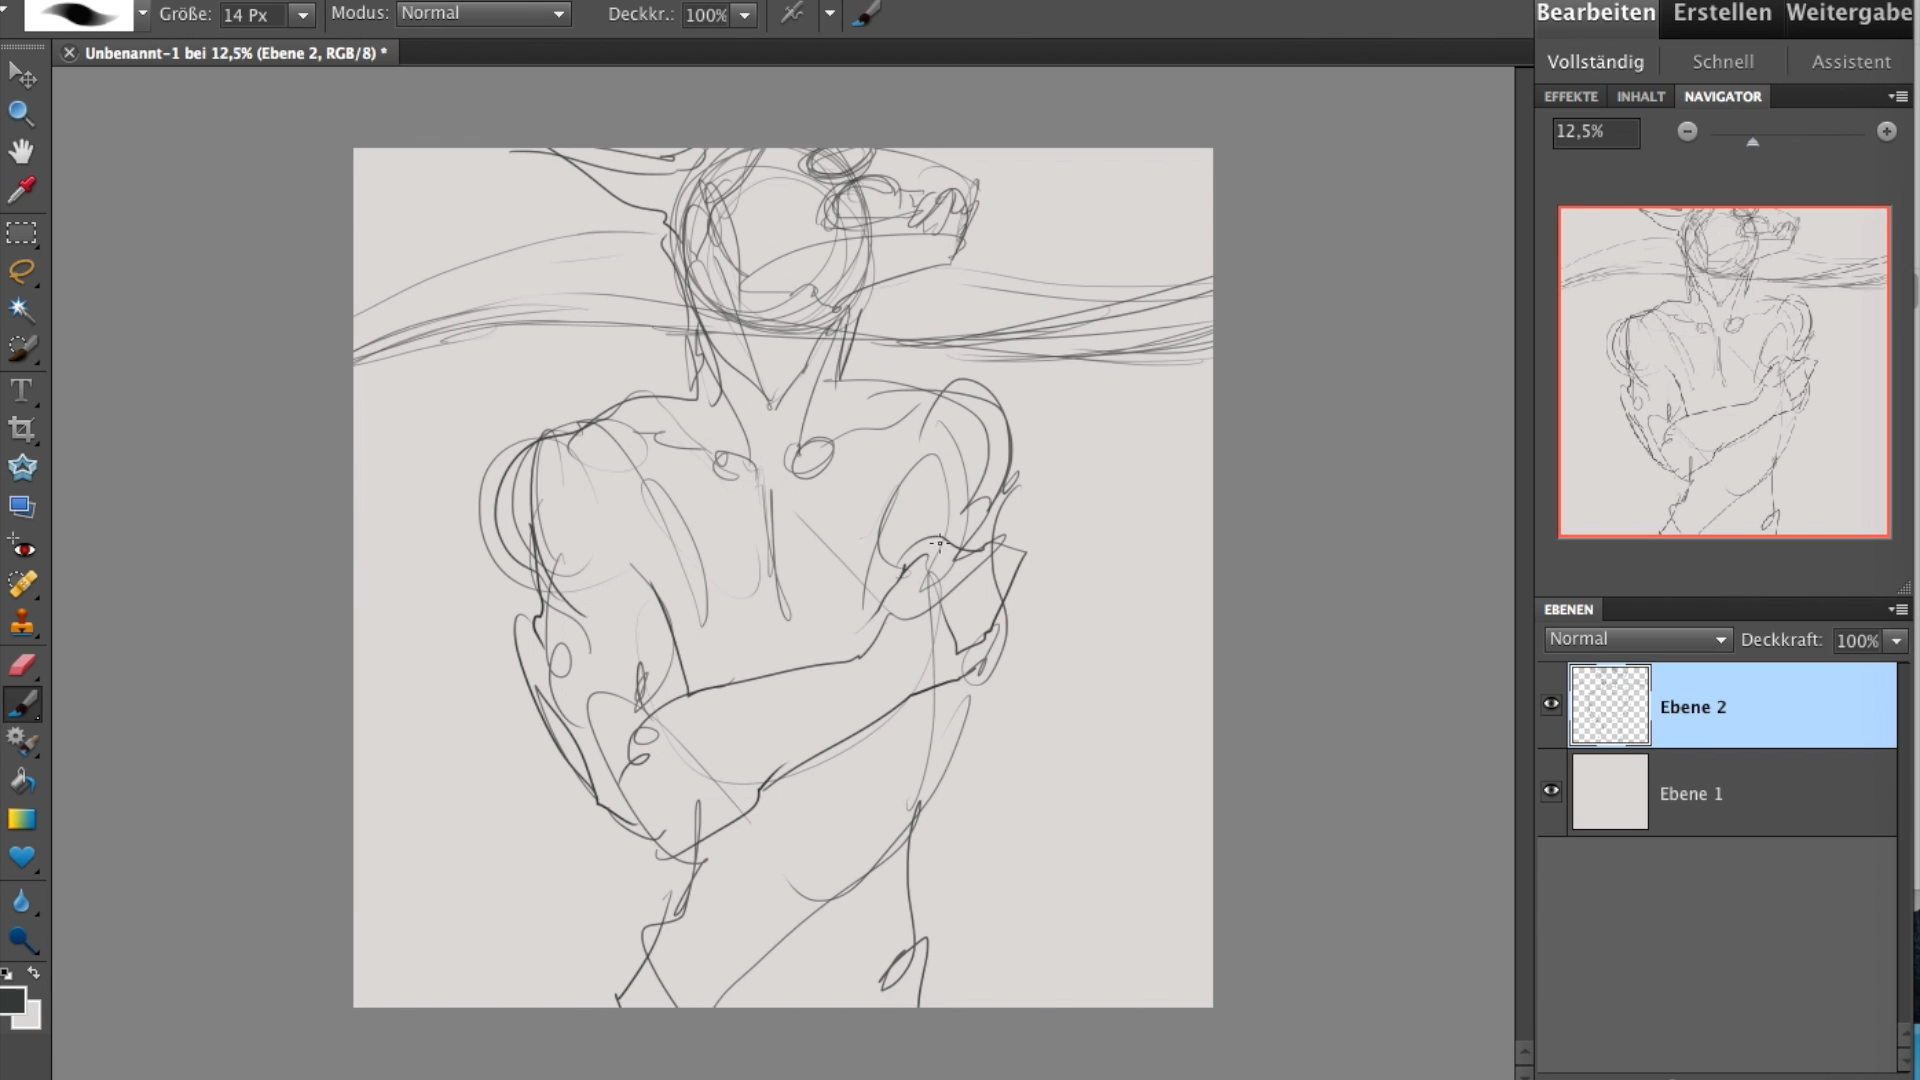 Größe: 14 Px Modus: Normal Deckkr.: 100%
Bearbeiten Erstellen Weitergabe
Unbenannt-1 bei 12,5% (Ebene 2, RGB/8) *
Vollständig Schnell Assistent
EFFEKTE INHALT NAVIGATOR
12,5%
EBENEN
Normal Deckkraft: 100%
Ebene 2
Ebene 1